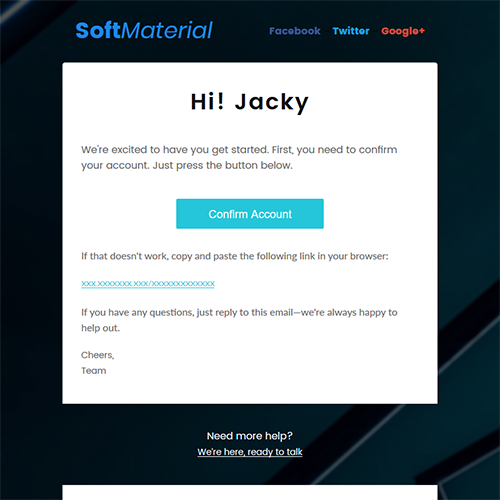 SoftMaterial Facebook Twitter Google+
Hi! Jacky
We're excited to have you get started. First, you need to confirm
your account. Just press the button below.
Confirm Account
If that doesn't work, copy and paste the following link in your browser:
xxx.xxxxxxx.xxx/xxxxxxxxxxxxx
If you have any questions, just reply to this email—we're always happy to
help out.
Cheers,
Team
Need more help?
We're here, ready to talk